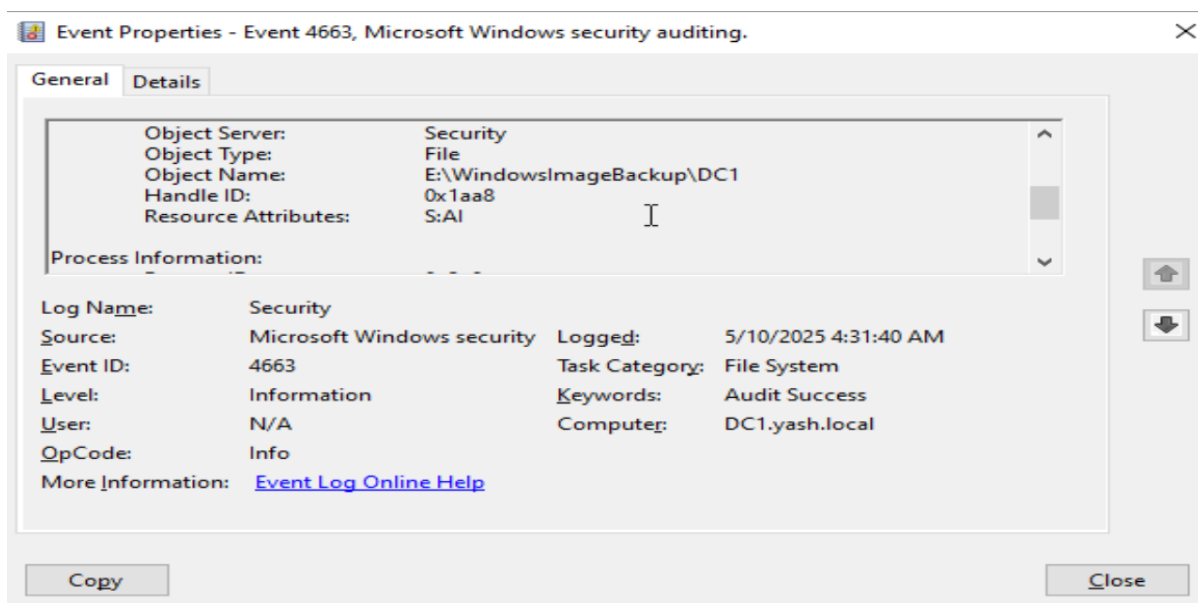 Event Properties - Event 4663, Microsoft Windows security auditing.
General Details
Object Server: Security
Object Type: File
Object Name: E:\WindowsImageBackup\DC1
Handle ID: 0x1aa8
Resource Attributes: S:AI
Process Information:
Log Name: Security
Source: Microsoft Windows security Logged: 5/10/2025 4:31:40 AM
Event ID: 4663 Task Category: File System
Level: Information Keywords: Audit Success
User: N/A Computer: DC1.yash.local
OpCode: Info
More Information: Event Log Online Help
Copy Close